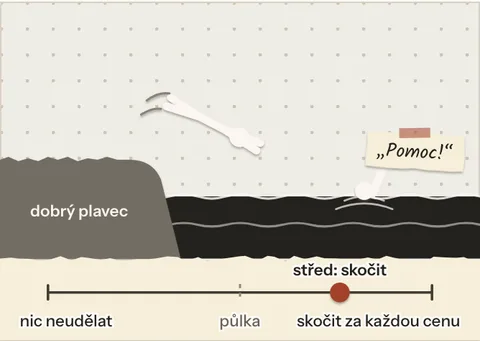 „Pomoc!“
dobrý plavec
střed: skočit
nic neudělat
půlka
skočit za každou cenu